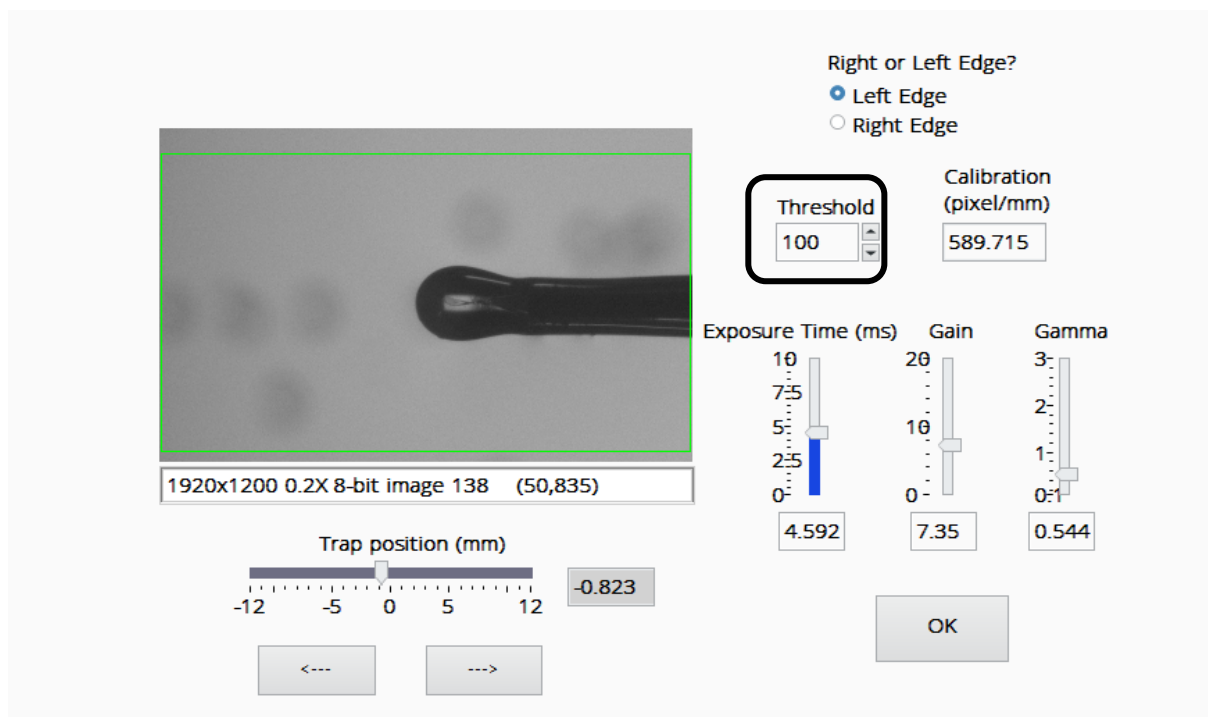 Right or Left Edge?
Left Edge
Right Edge
Threshold
100
Calibration
(pixel/mm)
589.715
Exposure Time (ms)
10
7.5
5
2.5
0
4.592
Gain
20
10
0
7.35
Gamma
3
2
1
0.1
0.544
1920x1200 0.2X 8-bit image 138 (50,835)
Trap position (mm)
-12 -5 0 5 12
-0.823
<--- --->
OK